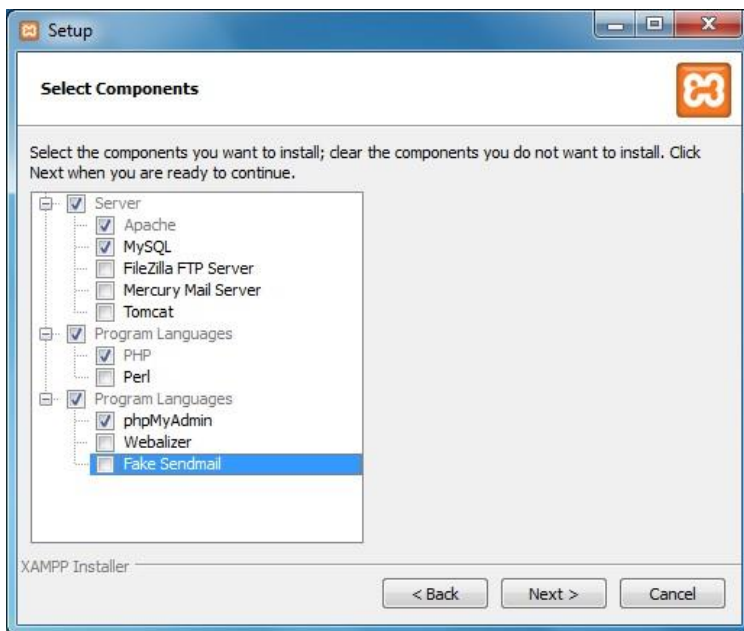 Setup
Select Components
Select the components you want to install; clear the components you do not want to install. Click
Next when you are ready to continue.
Server
Apache
MySQL
FileZilla FTP Server
Mercury Mail Server
Tomcat
Program Languages
PHP
Perl
Program Languages
phpMyAdmin
Webalizer
Fake Sendmail
XAMPP Installer
< Back Next > Cancel